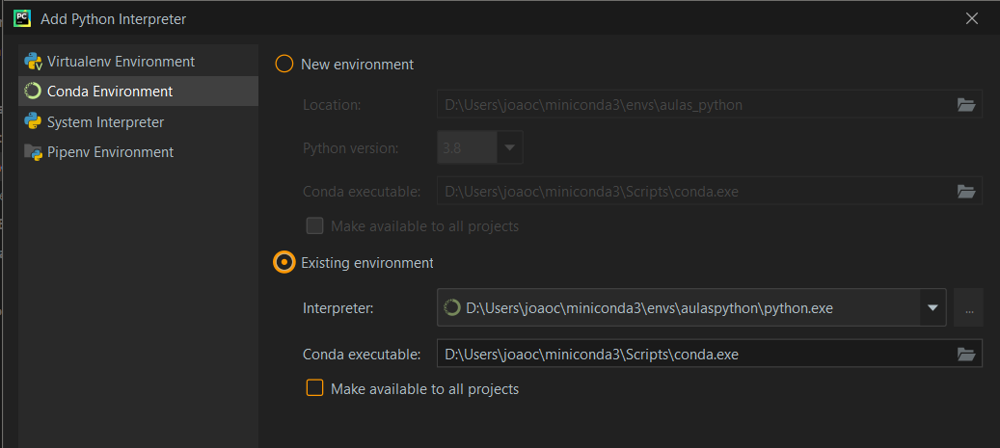 PC
Add Python Interpreter
Virtualenv Environment
Conda Environment
System Interpreter
Pipenv Environment
New environment
Location: D:\Users\joaoc\miniconda3\envs\aulas_python
Python version: 3.8
Conda executable: D:\Users\joaoc\miniconda3\Scripts\conda.exe
Make available to all projects
Existing environment
Interpreter: D:\Users\joaoc\miniconda3\envs\aulaspython\python.exe ...
Conda executable: D:\Users\joaoc\miniconda3\Scripts\conda.exe
Make available to all projects